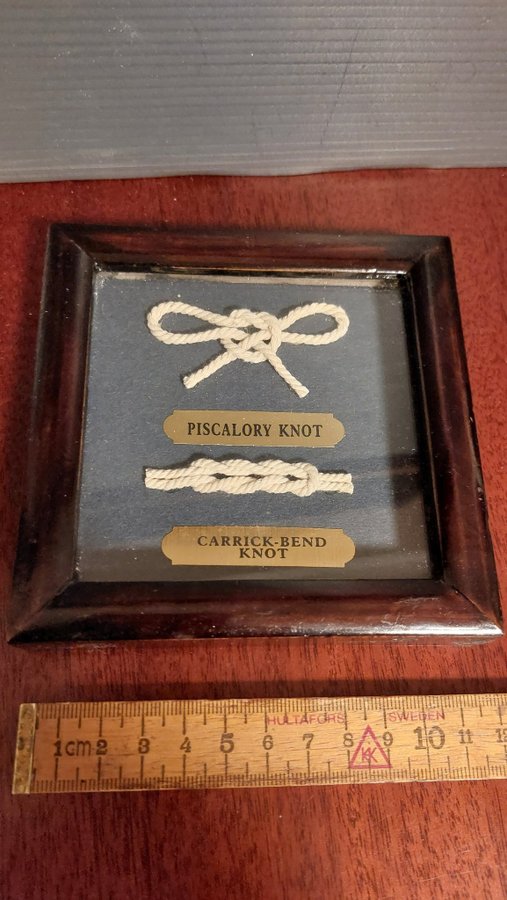 PISCALORY KNOT
CARRICK-BEND
KNOT
HULTAFORS SWEDEN
1cm 2 3 4 5 6 7 8 9 10 11 12